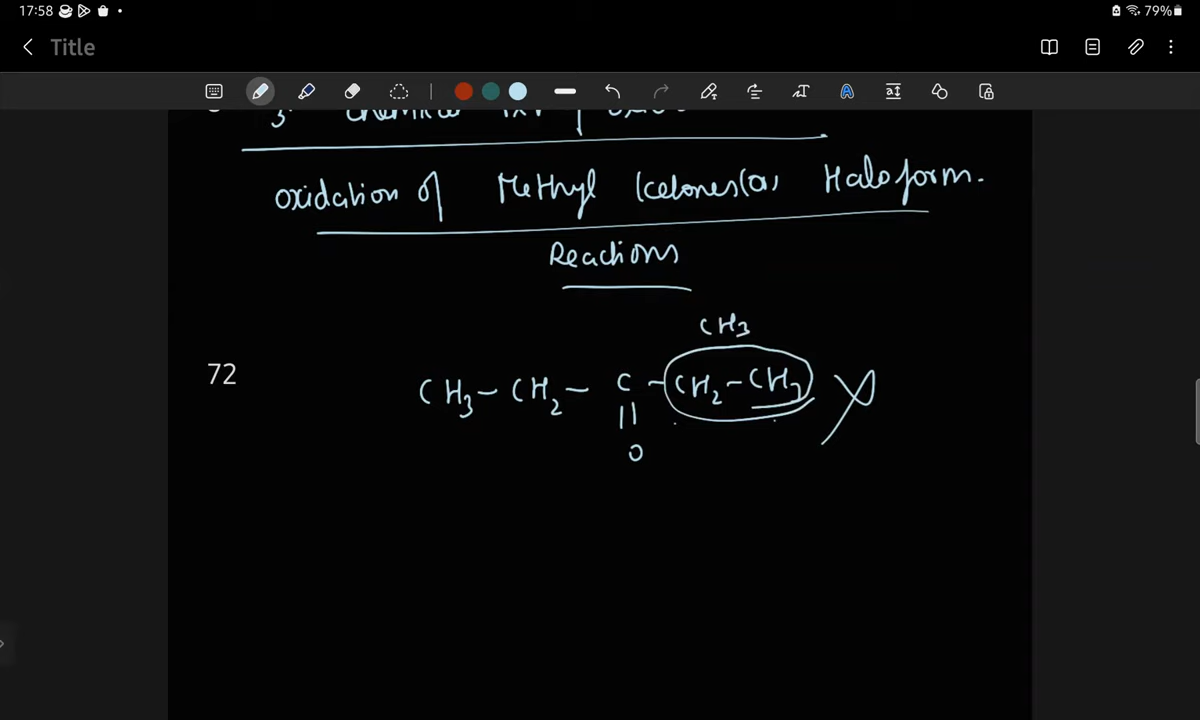 17:58
79%
Title
oxidation of Methyl Ketones(or Haloform.
Reactions
CH3
72
CH3-CH2-C-CH2-CH3
||
O